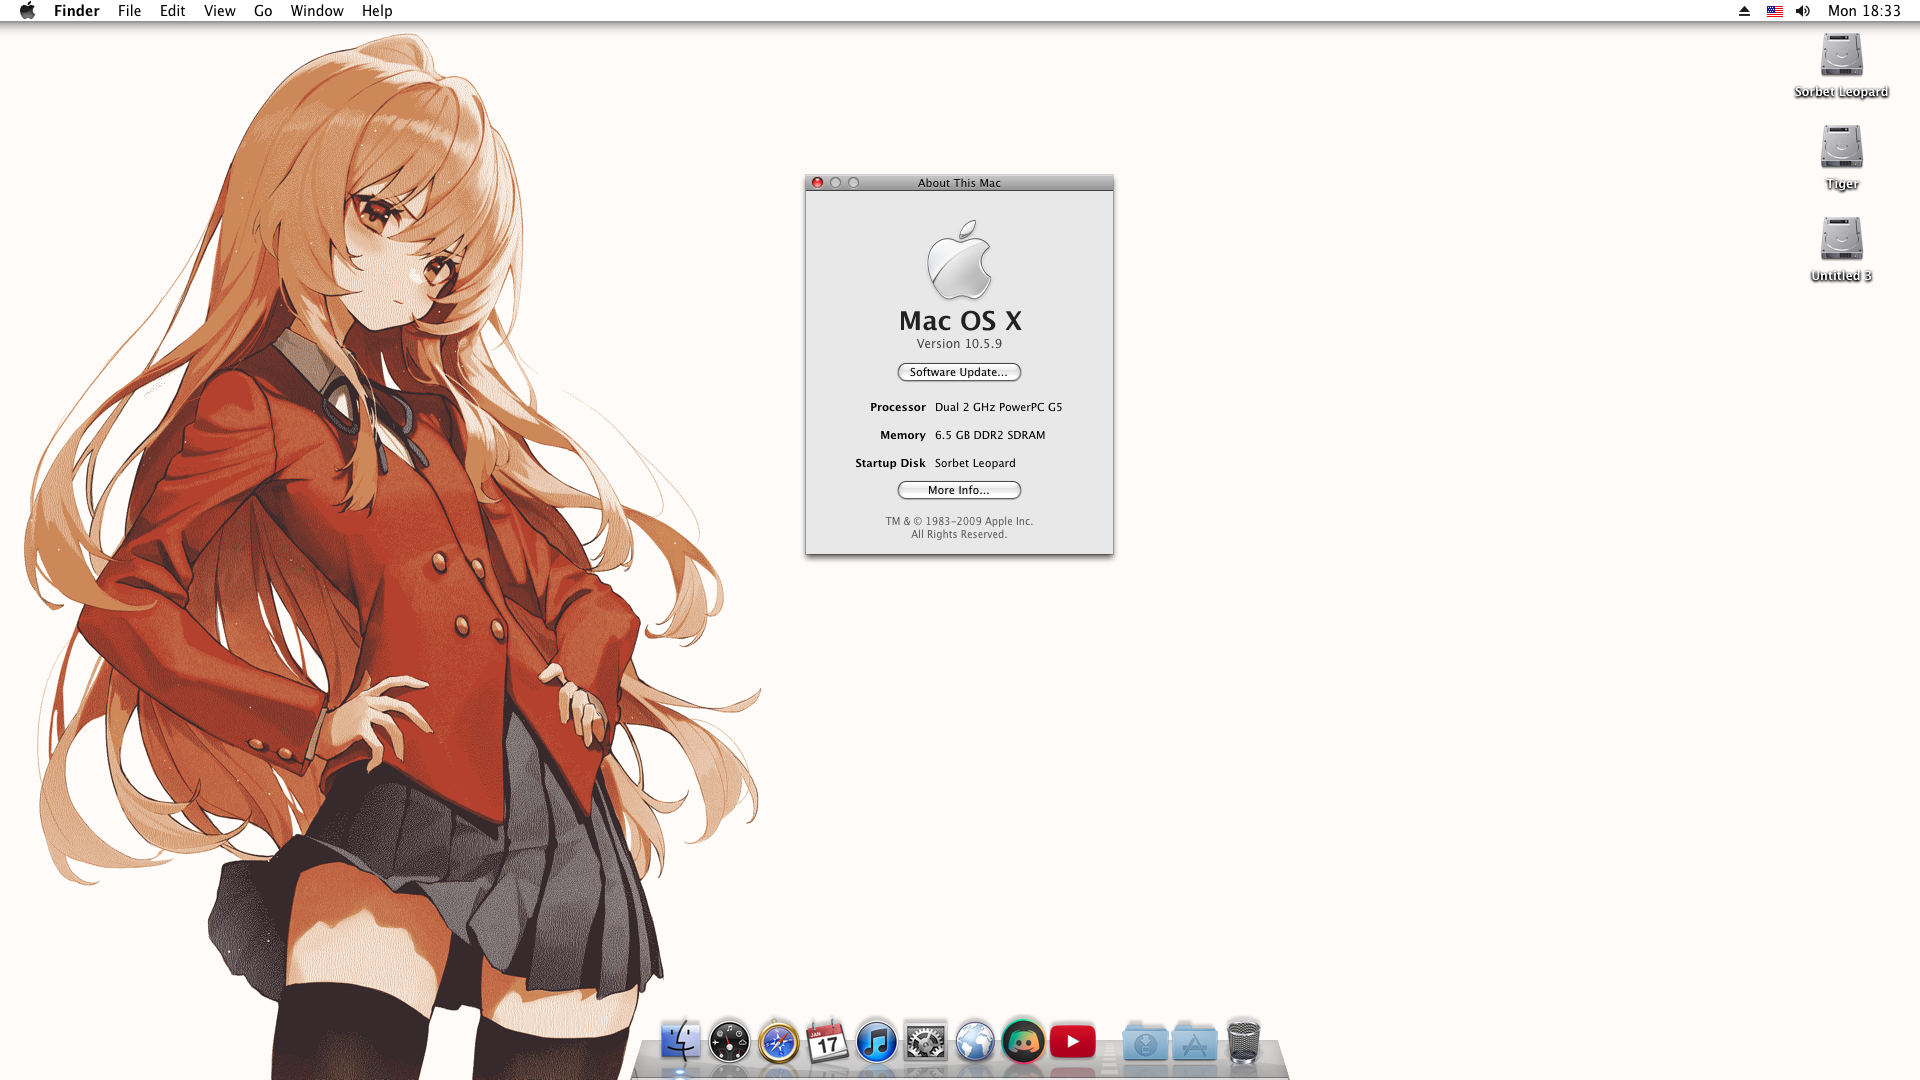 Finder File Edit View Go Window Help
Mon 18:33
Sorbet Leopard
Tiger
Untitled 3
About This Mac
Mac OS X
Version 10.5.9
Software Update...
Processor Dual 2 GHz PowerPC G5
Memory 6.5 GB DDR2 SDRAM
Startup Disk Sorbet Leopard
More Info...
TM & © 1983-2009 Apple Inc.
All Rights Reserved.
JAN
17